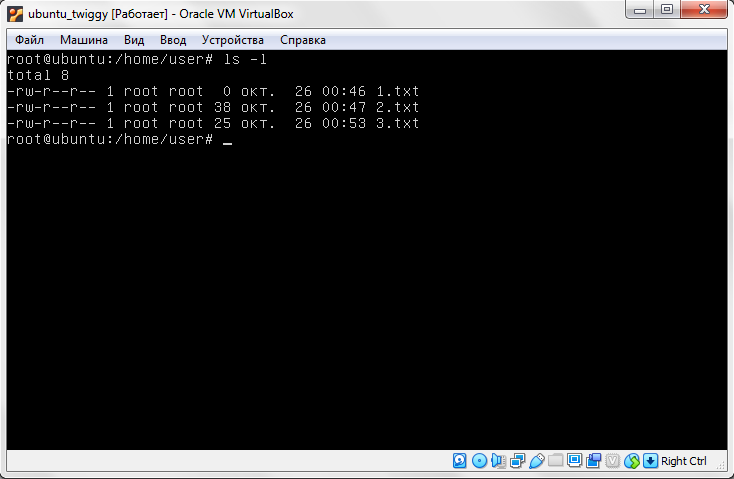 ubuntu_twiggy [Работает] - Oracle VM VirtualBox
Файл Машина Вид Ввод Устройства Справка
root@ubuntu:/home/user# ls -l
total 8
-rw-r--r-- 1 root root  0 окт.  26 00:46 1.txt
-rw-r--r-- 1 root root 38 окт.  26 00:47 2.txt
-rw-r--r-- 1 root root 25 окт.  26 00:53 3.txt
root@ubuntu:/home/user# _
Right Ctrl